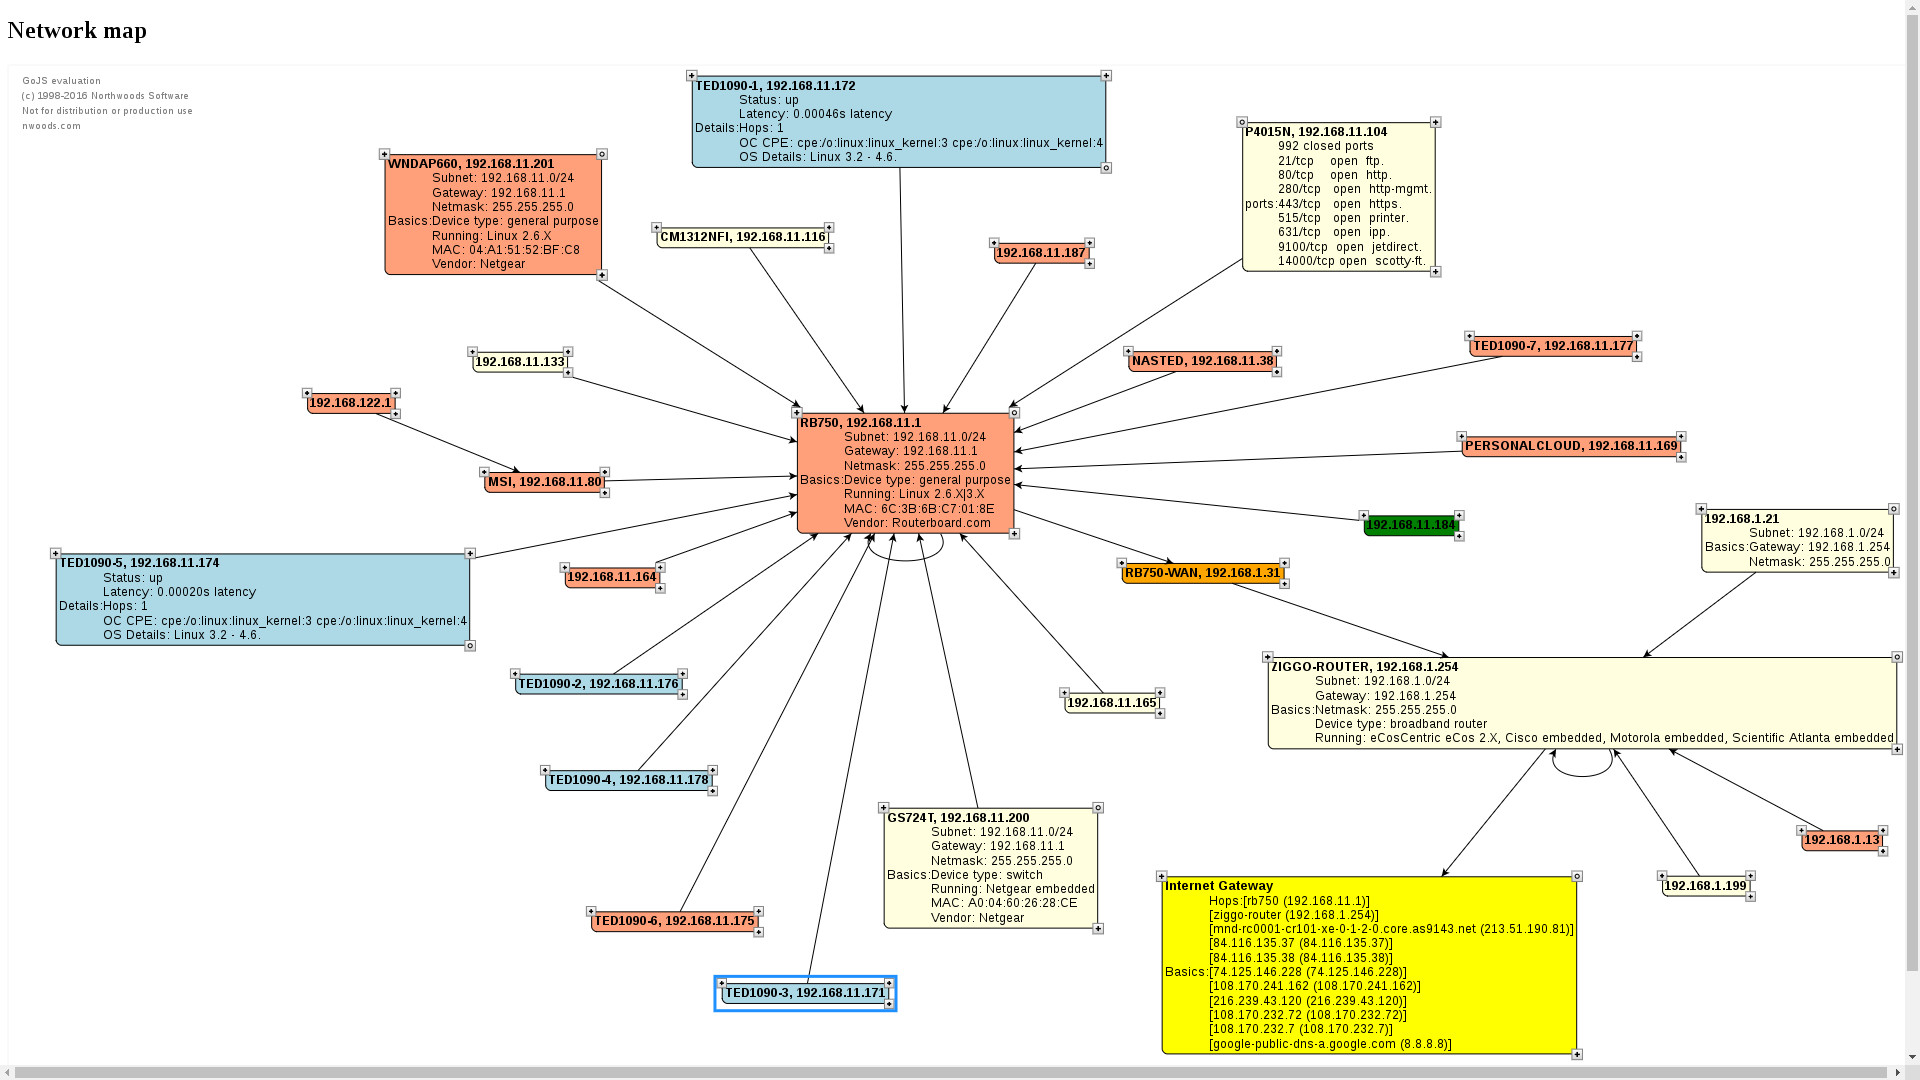 Network map
GoJS evaluation
(c) 1998-2016 Northwoods Software
Not for distribution or production use
nwoods.com
TED1090-1, 192.168.11.172
Status: up
Latency: 0.00046s latency
Details:Hops: 1
OC CPE: cpe:/o:linux:linux_kernel:3 cpe:/o:linux:linux_kernel:4
OS Details: Linux 3.2 - 4.6.
P4015N, 192.168.11.104
992 closed ports
21/tcp open ftp.
80/tcp open http.
280/tcp open http-mgmt.
ports:443/tcp open https.
515/tcp open printer.
631/tcp open ipp.
9100/tcp open jetdirect.
14000/tcp open scotty-ft.
WNDAP660, 192.168.11.201
Subnet: 192.168.11.0/24
Gateway: 192.168.11.1
Netmask: 255.255.255.0
Basics:Device type: general purpose
Running: Linux 2.6.X
MAC: 04:A1:51:52:BF:C8
Vendor: Netgear
CM1312NFI, 192.168.11.116
192.168.11.187
192.168.11.133
NASTED, 192.168.11.38
TED1090-7, 192.168.11.177
192.168.122.1
RB750, 192.168.11.1
Subnet: 192.168.11.0/24
Gateway: 192.168.11.1
Netmask: 255.255.255.0
Basics:Device type: general purpose
Running: Linux 2.6.X|3.X
MAC: 6C:3B:6B:C7:01:8E
Vendor: Routerboard.com
PERSONALCLOUD, 192.168.11.169
MSI, 192.168.11.80
192.168.11.184
192.168.1.21
Subnet: 192.168.1.0/24
Basics:Gateway: 192.168.1.254
Netmask: 255.255.255.0
TED1090-5, 192.168.11.174
Status: up
Latency: 0.00020s latency
Details:Hops: 1
OC CPE: cpe:/o:linux:linux_kernel:3 cpe:/o:linux:linux_kernel:4
OS Details: Linux 3.2 - 4.6.
192.168.11.164
RB750-WAN, 192.168.1.31
ZIGGO-ROUTER, 192.168.1.254
Subnet: 192.168.1.0/24
Gateway: 192.168.1.254
Basics:Netmask: 255.255.255.0
Device type: broadband router
Running: eCosCentric eCos 2.X, Cisco embedded, Motorola embedded, Scientific Atlanta embedded
TED1090-2, 192.168.11.176
192.168.11.165
TED1090-4, 192.168.11.178
GS724T, 192.168.11.200
Subnet: 192.168.11.0/24
Gateway: 192.168.11.1
Netmask: 255.255.255.0
Basics:Device type: switch
Running: Netgear embedded
MAC: A0:04:60:26:28:CE
Vendor: Netgear
192.168.1.13
192.168.1.199
Internet Gateway
Hops:[rb750 (192.168.11.1)]
[ziggo-router (192.168.1.254)]
[mnd-rc0001-cr101-xe-0-1-2-0.core.as9143.net (213.51.190.81)]
[84.116.135.37 (84.116.135.37)]
[84.116.135.38 (84.116.135.38)]
Basics:[74.125.146.228 (74.125.146.228)]
[108.170.241.162 (108.170.241.162)]
[216.239.43.120 (216.239.43.120)]
[108.170.232.72 (108.170.232.72)]
[108.170.232.7 (108.170.232.7)]
[google-public-dns-a.google.com (8.8.8.8)]
TED1090-6, 192.168.11.175
TED1090-3, 192.168.11.171